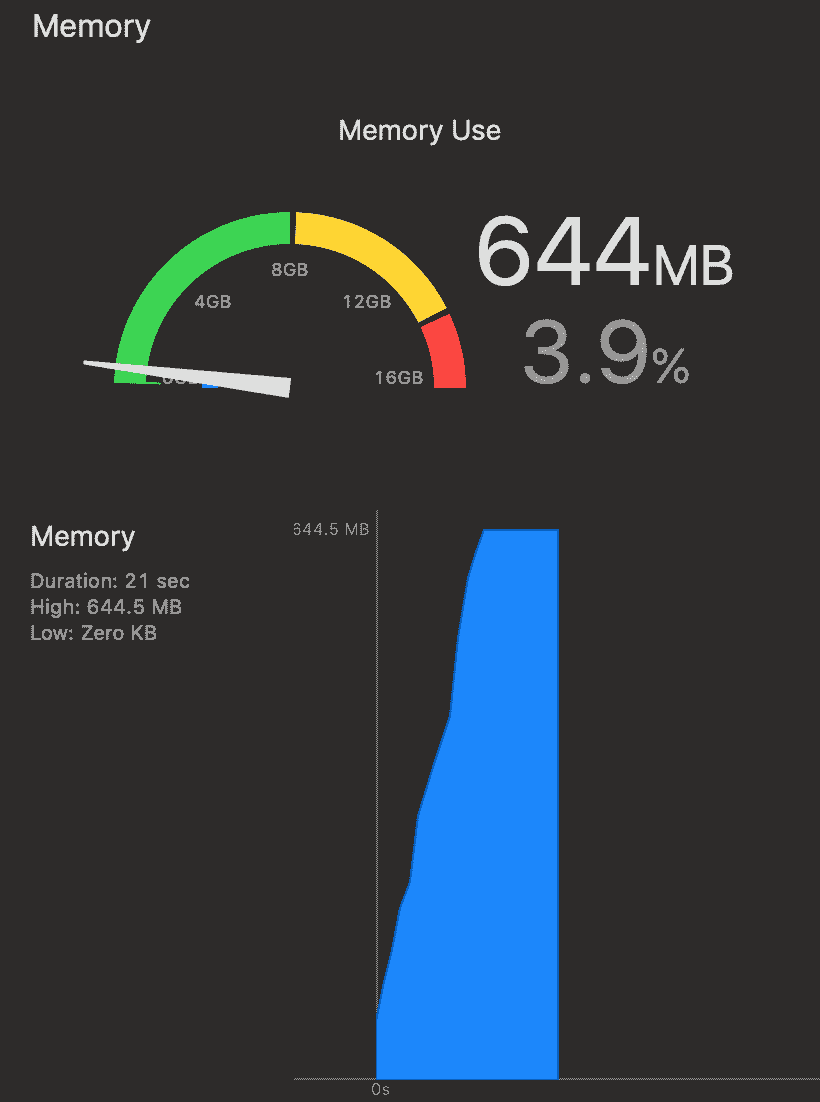 Memory
Memory Use
8GB
4GB
12GB
16GB
644MB
3.9%
Memory
Duration: 21 sec
High: 644.5 MB
Low: Zero KB
644.5 MB
0s